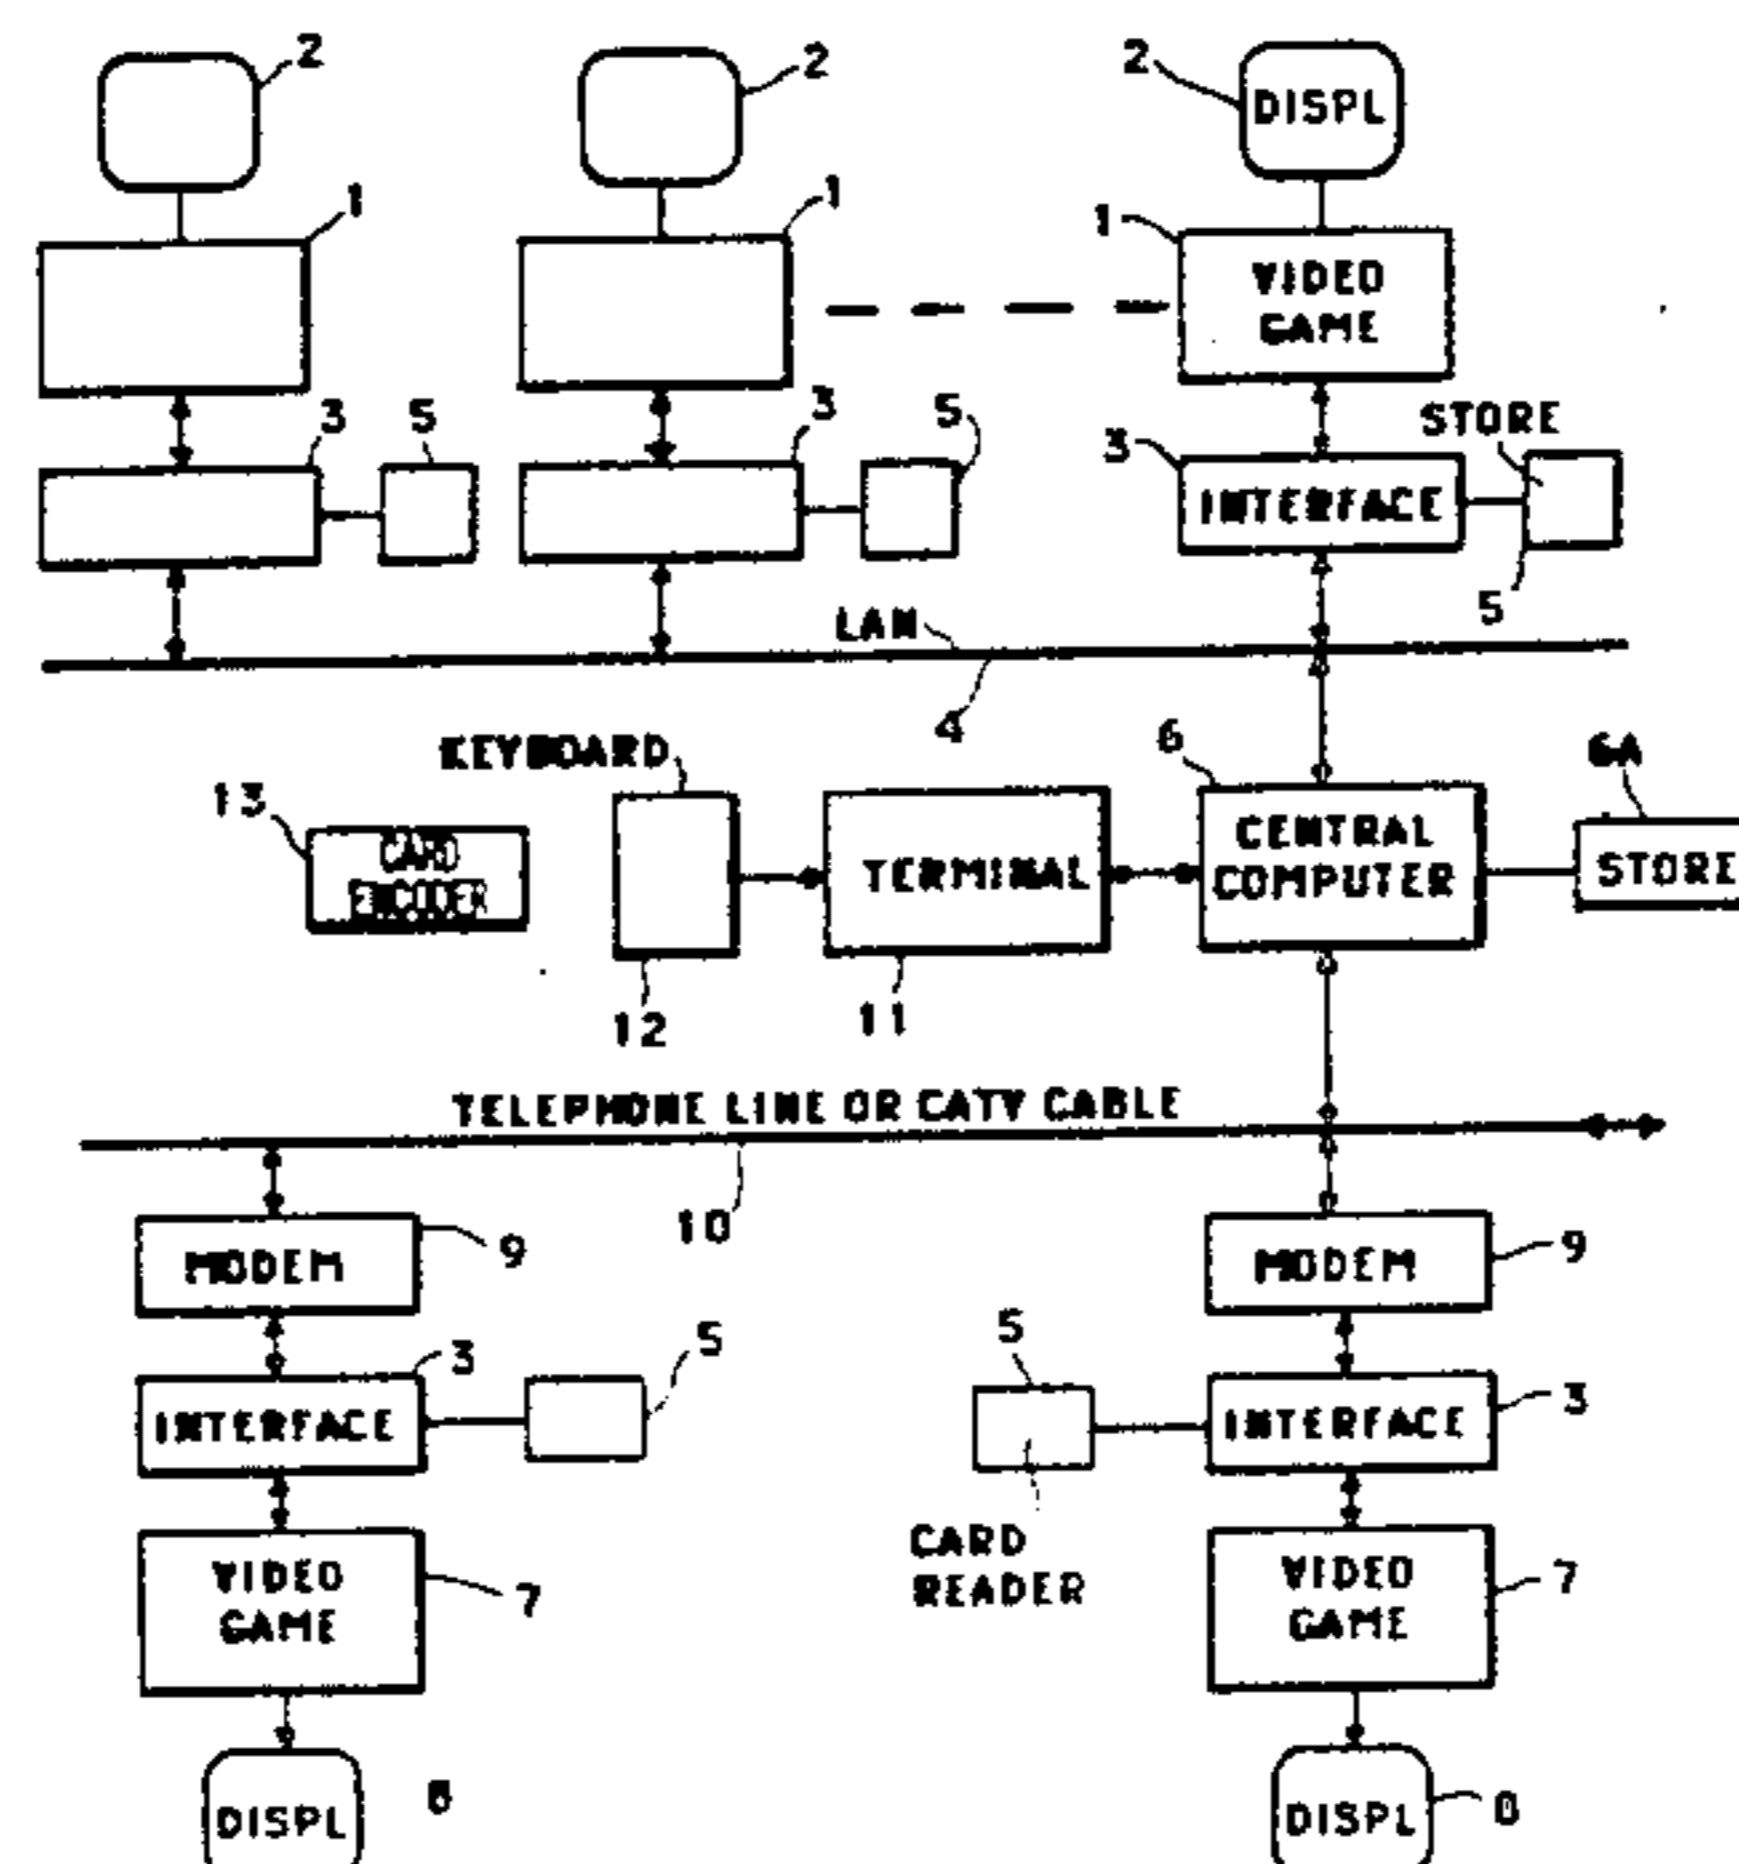 2
2
2
DISPL
1
1
1
VIDEO
GAME
3
5
3
5
3
STORE
INTERFACE
5
LAN
4
KEYBOARD
6
6A
13
CARD
ENCODER
TERMINAL
CENTRAL
COMPUTER
STORE
12
11
TELEPHONE LINE OR CATV CABLE
10
MODEM
9
MODEM
9
3
5
5
INTERFACE
INTERFACE
3
CARD
READER
VIDEO
GAME
7
VIDEO
GAME
7
DISPL
DISPL